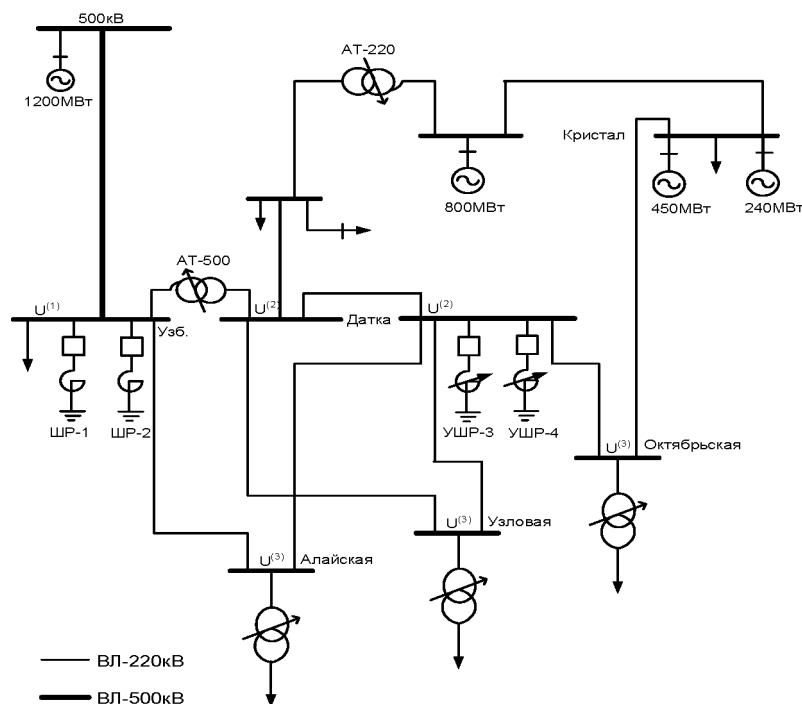 500кВ
АТ-220
1200МВт
Кристал
800МВт
450МВт
240МВт
АТ-500
U(1)
U(2)
U(2)
Узб.
Датка
ШР-1
ШР-2
УШР-3
УШР-4
U(3)
Октябрьская
U(3)
Узловая
U(3)
Алайская
ВЛ-220кВ
ВЛ-500кВ